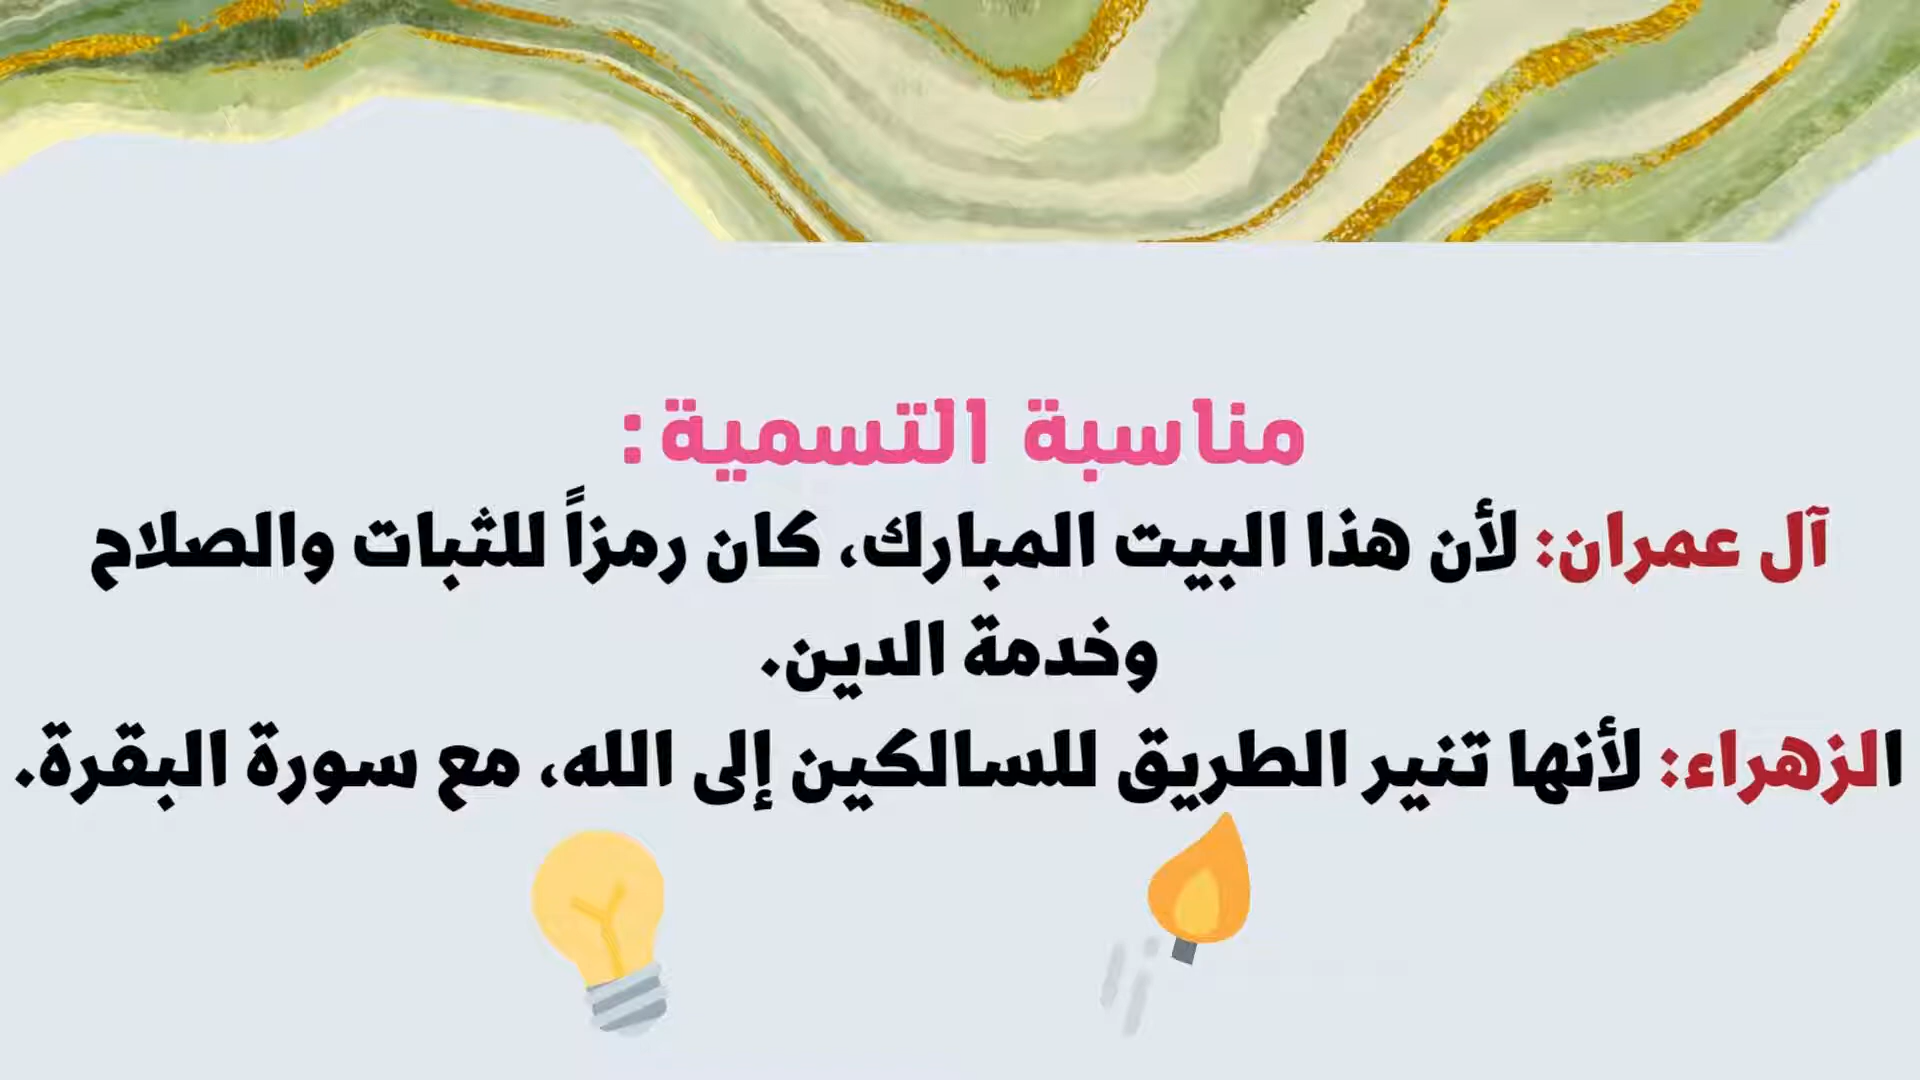 مناسبة التسمية:
آل عمران: لأن هذا البيت المبارك، كان رمزاً للثبات والصلاح
وخدمة الدين.
الزهراء: لأنها تنير الطريق للسالكين إلى الله، مع سورة البقرة.